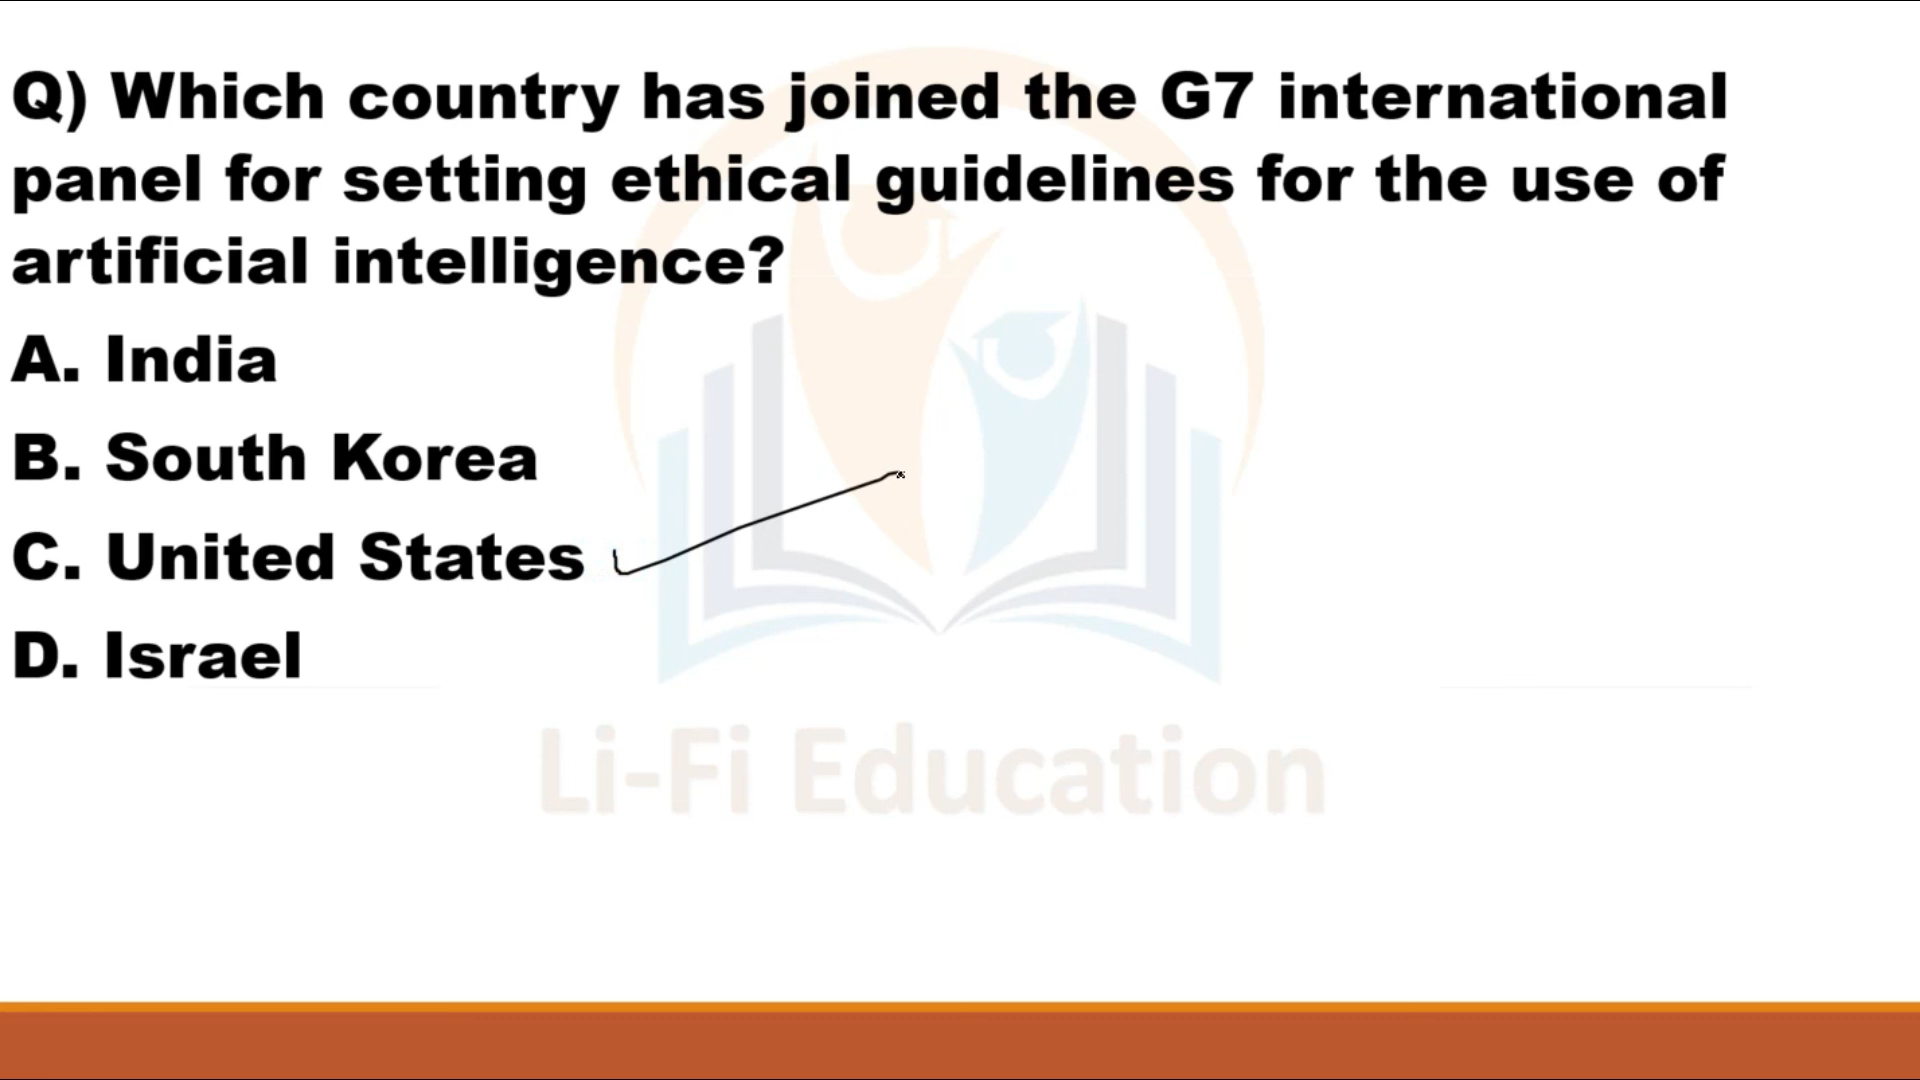 Q) Which country has joined the G7 international
panel for setting ethical guidelines for the use of
artificial intelligence?
A. India
B. South Korea
C. United States
D. Israel
Li-Fi Education